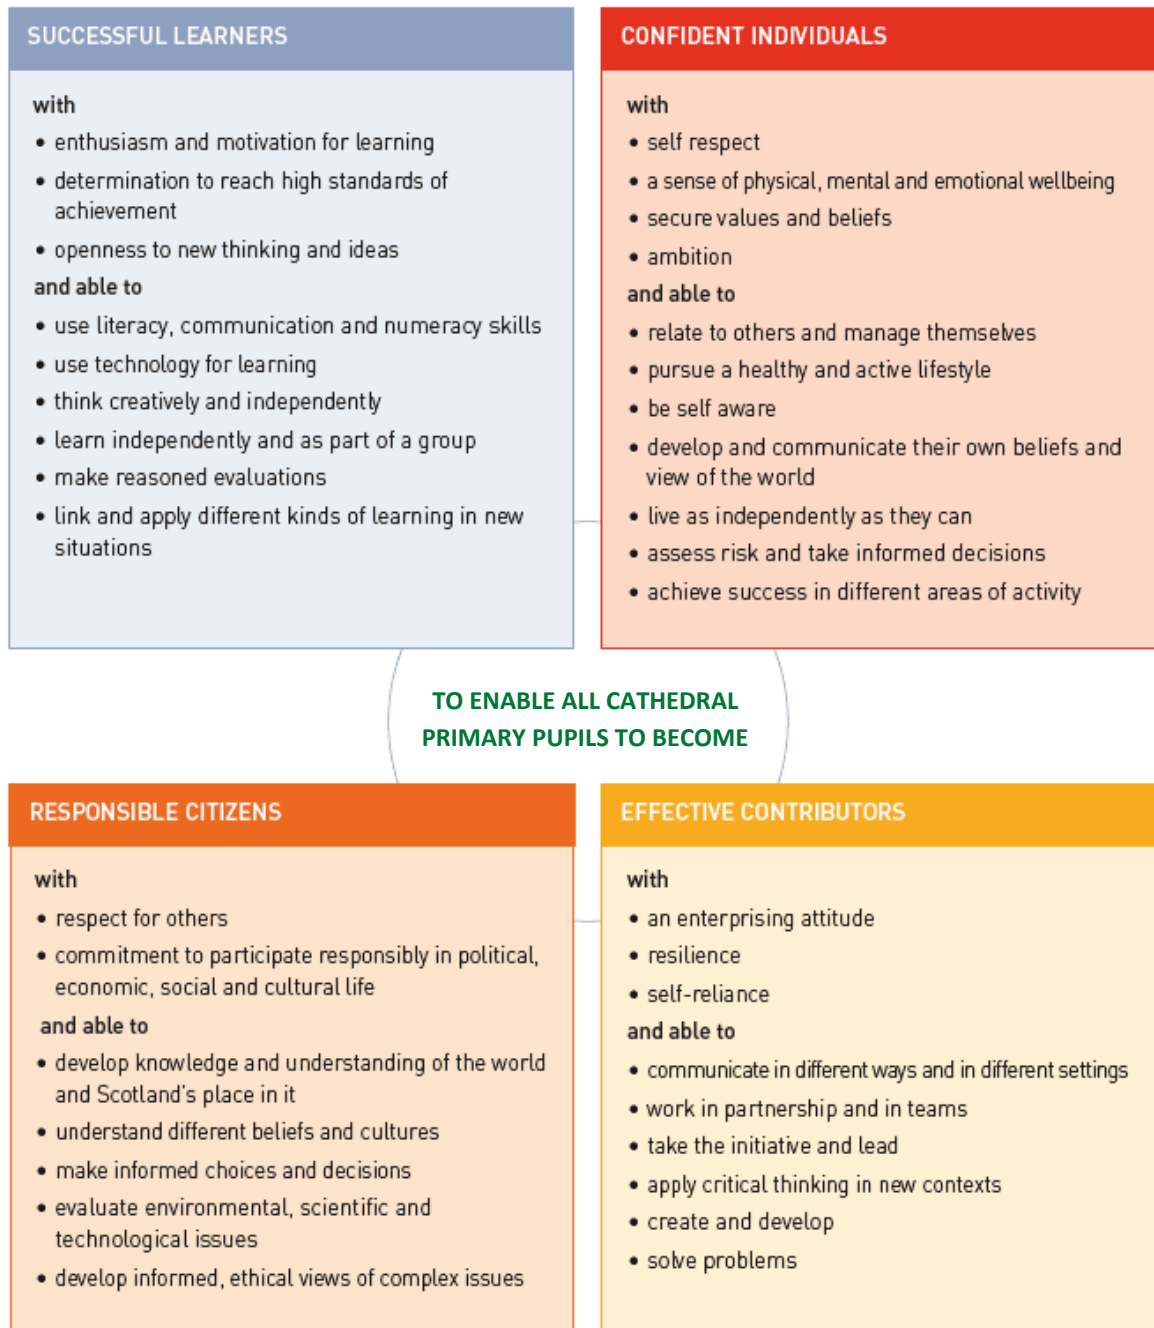 SUCCESSFUL LEARNERS
with
• enthusiasm and motivation for learning
• determination to reach high standards of
achievement
• openness to new thinking and ideas
and able to
• use literacy, communication and numeracy skills
• use technology for learning
• think creatively and independently
• learn independently and as part of a group
• make reasoned evaluations
• link and apply different kinds of learning in new
situations
CONFIDENT INDIVIDUALS
with
• self respect
• a sense of physical, mental and emotional wellbeing
• secure values and beliefs
• ambition
and able to
• relate to others and manage themselves
• pursue a healthy and active lifestyle
• be self aware
• develop and communicate their own beliefs and
view of the world
• live as independently as they can
• assess risk and take informed decisions
• achieve success in different areas of activity
TO ENABLE ALL CATHEDRAL
PRIMARY PUPILS TO BECOME
RESPONSIBLE CITIZENS
with
• respect for others
• commitment to participate responsibly in political,
economic, social and cultural life
and able to
• develop knowledge and understanding of the world
and Scotland's place in it
• understand different beliefs and cultures
• make informed choices and decisions
• evaluate environmental, scientific and
technological issues
• develop informed, ethical views of complex issues
EFFECTIVE CONTRIBUTORS
with
• an enterprising attitude
• resilience
• self-reliance
and able to
• communicate in different ways and in different settings
• work in partnership and in teams
• take the initiative and lead
• apply critical thinking in new contexts
• create and develop
• solve problems